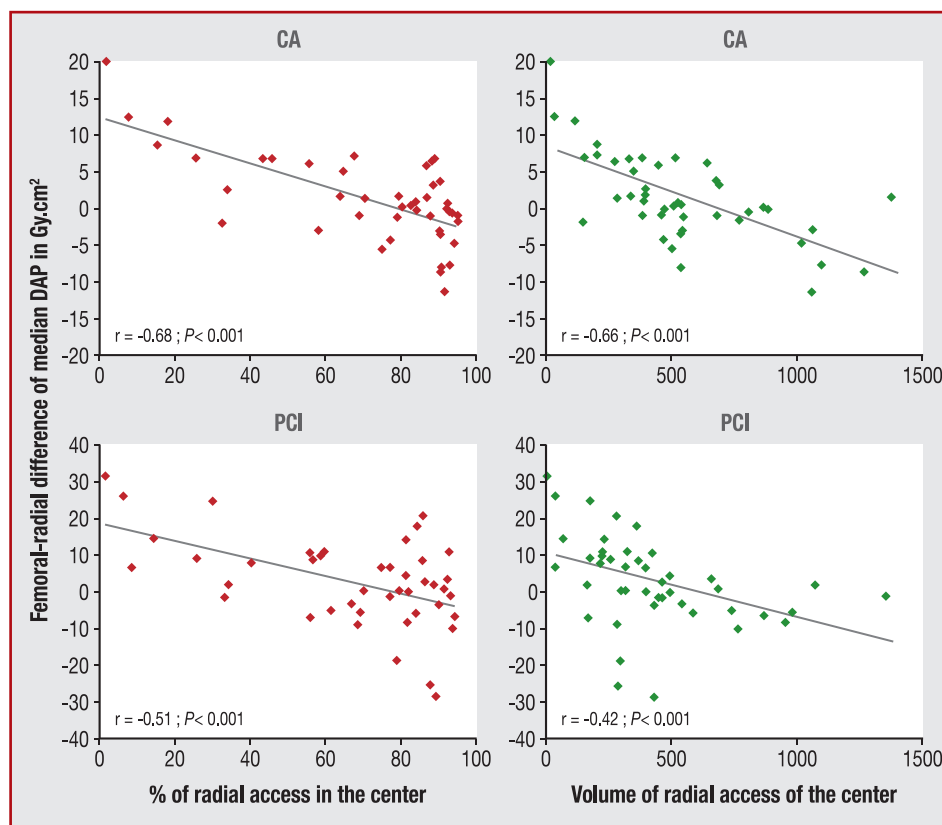 Femoral-radial difference of median DAP in Gy.cm²
CA
20
15
10
5
0
-5
-10
-15
-20
r = -0.68 ; P< 0.001
0 20 40 60 80 100
CA
20
15
10
5
0
-5
-10
-15
-20
r = -0.66 ; P< 0.001
0 500 1000 1500
PCI
40
30
20
10
0
-10
-20
-30
-40
r = -0.51 ; P< 0.001
0 20 40 60 80 100
% of radial access in the center
PCI
40
30
20
10
0
-10
-20
-30
-40
r = -0.42 ; P< 0.001
0 500 1000 1500
Volume of radial access of the center